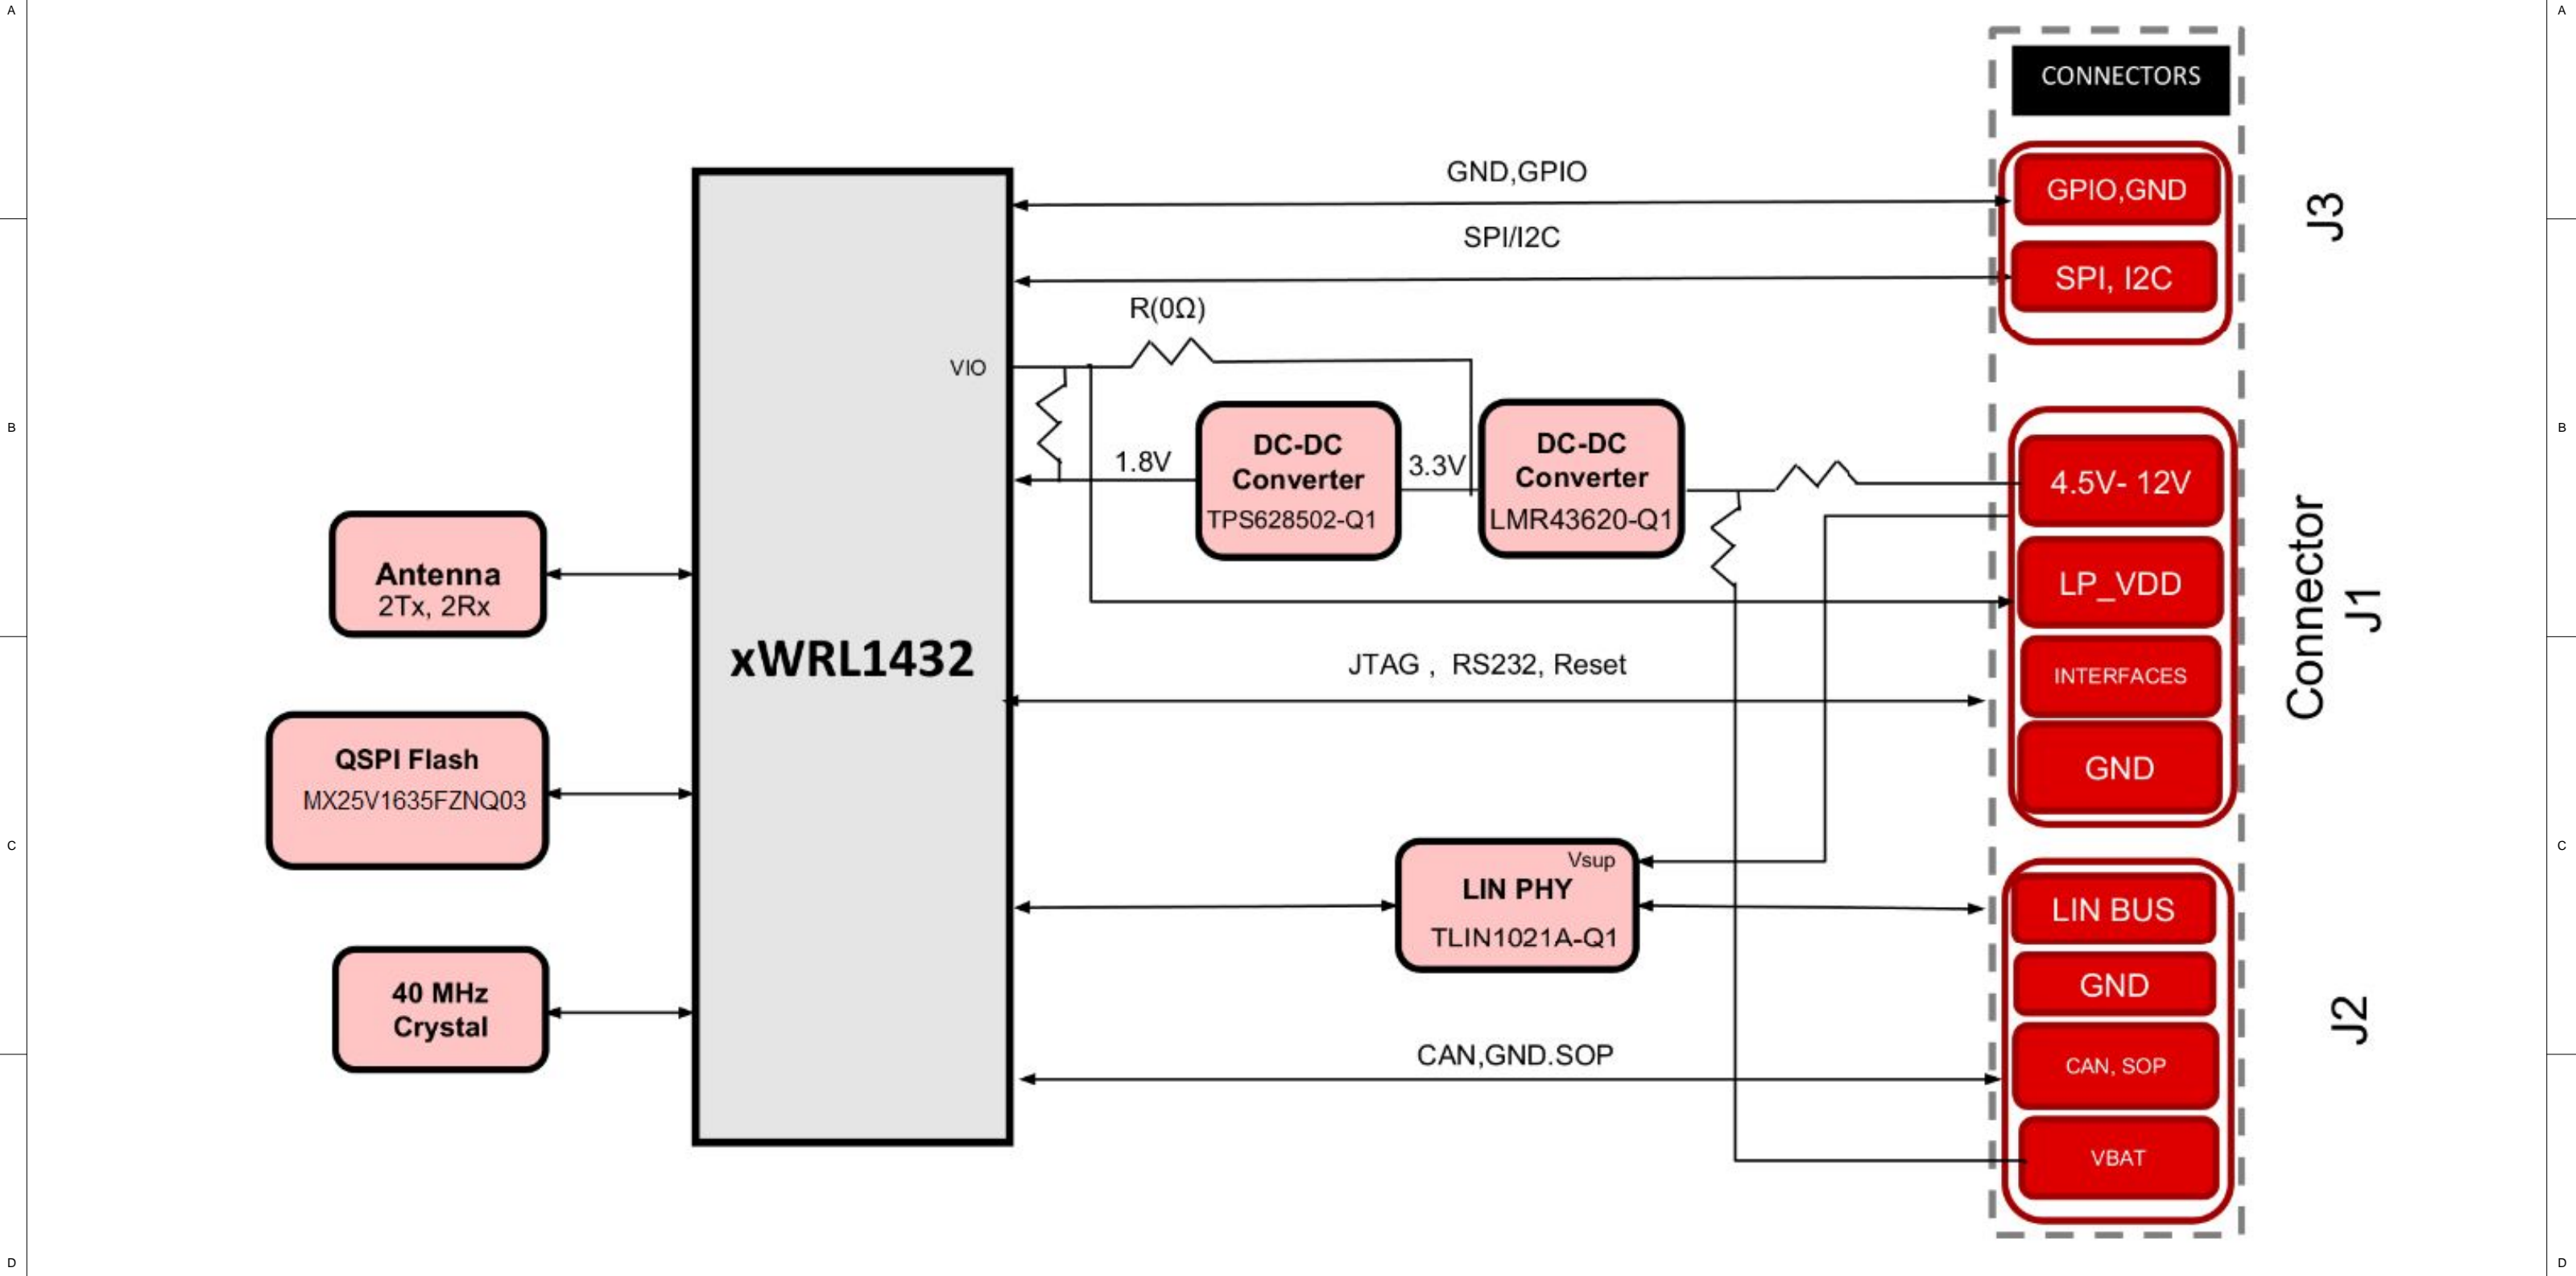 A
A
CONNECTORS
GND,GPIO
GPIO,GND
J3
SPI/I2C
SPI, I2C
R(0Ω)
VIO
B
B
DC-DC
Converter
TPS628502-Q1
DC-DC
Converter
LMR43620-Q1
1.8V
3.3V
4.5V- 12V
Connector
J1
LP_VDD
Antenna
2Tx, 2Rx
xWRL1432
JTAG , RS232, Reset
INTERFACES
QSPI Flash
MX25V1635FZNQ03
GND
C
C
Vsup
LIN PHY
TLIN1021A-Q1
LIN BUS
GND
J2
40 MHz
Crystal
CAN,GND.SOP
CAN, SOP
VBAT
D
D